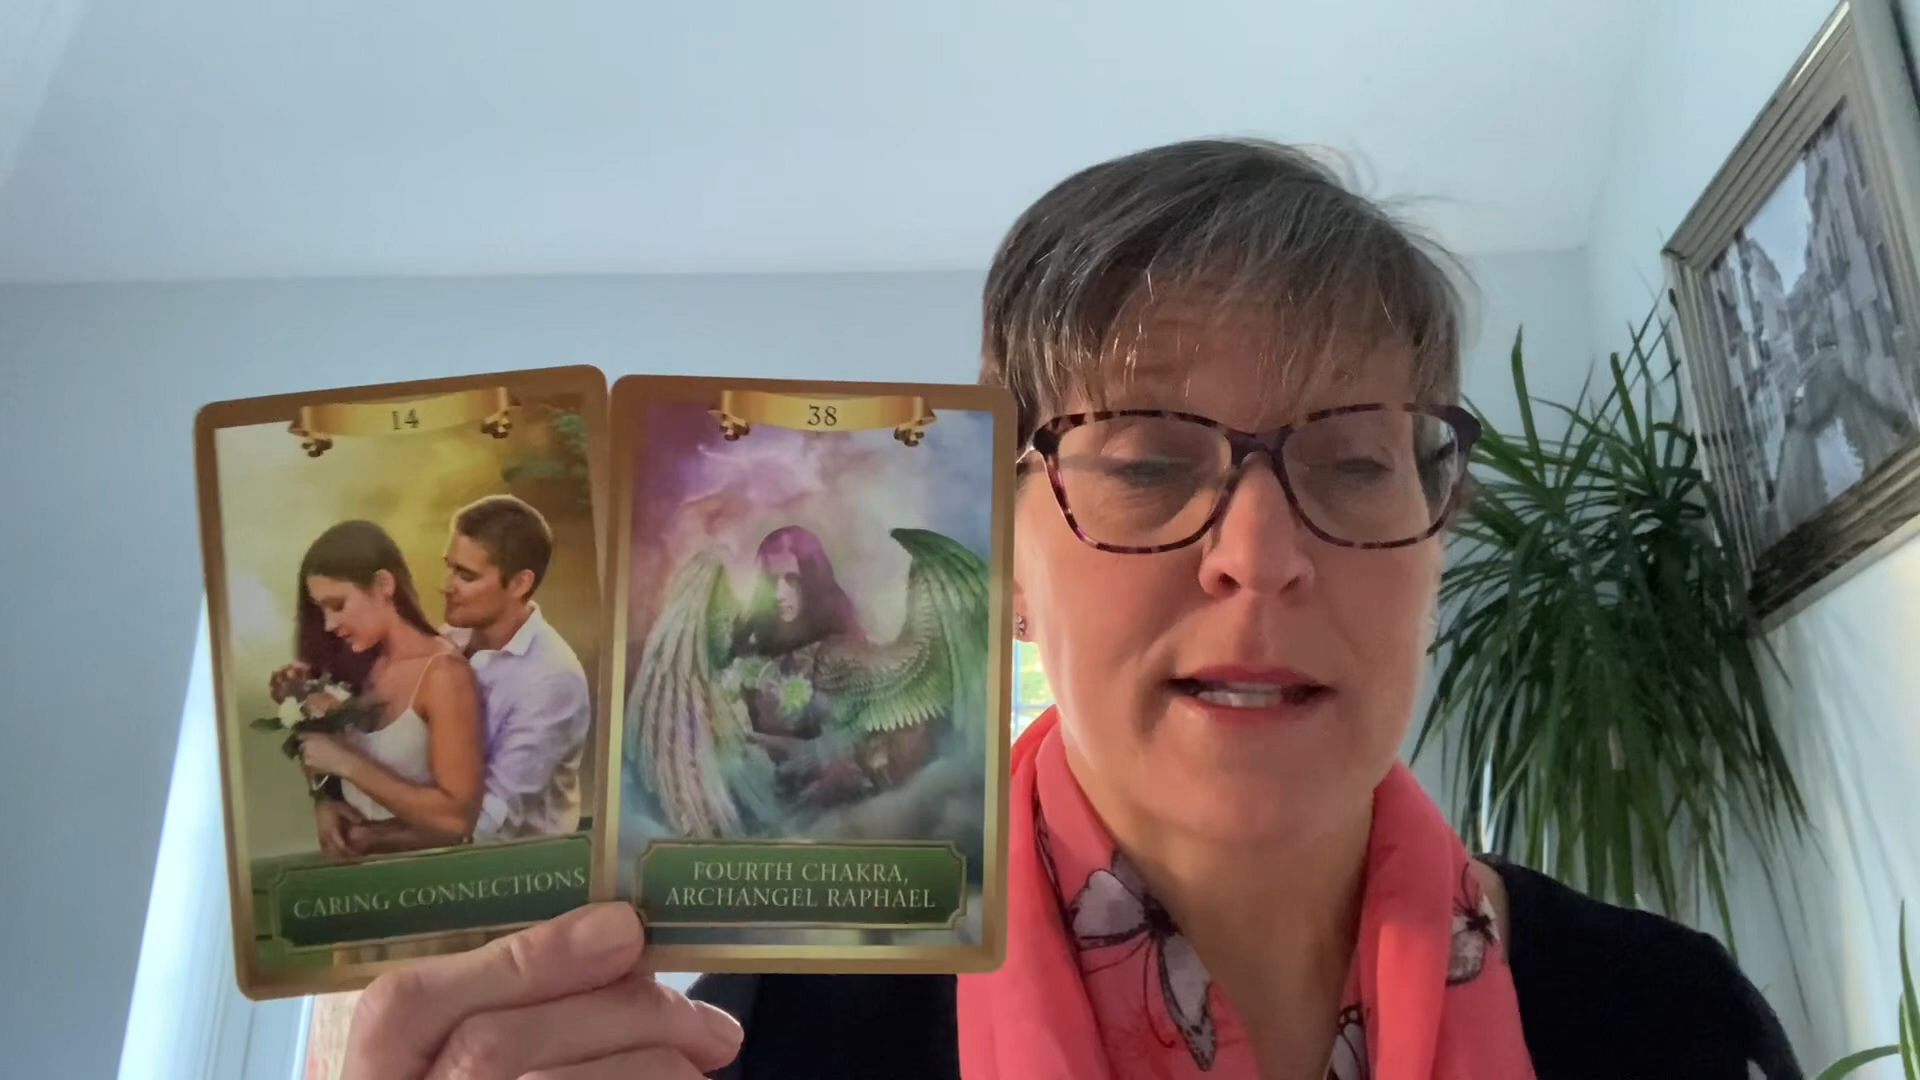 14
CARING CONNECTIONS
38
FOURTH CHAKRA,
ARCHANGEL RAPHAEL